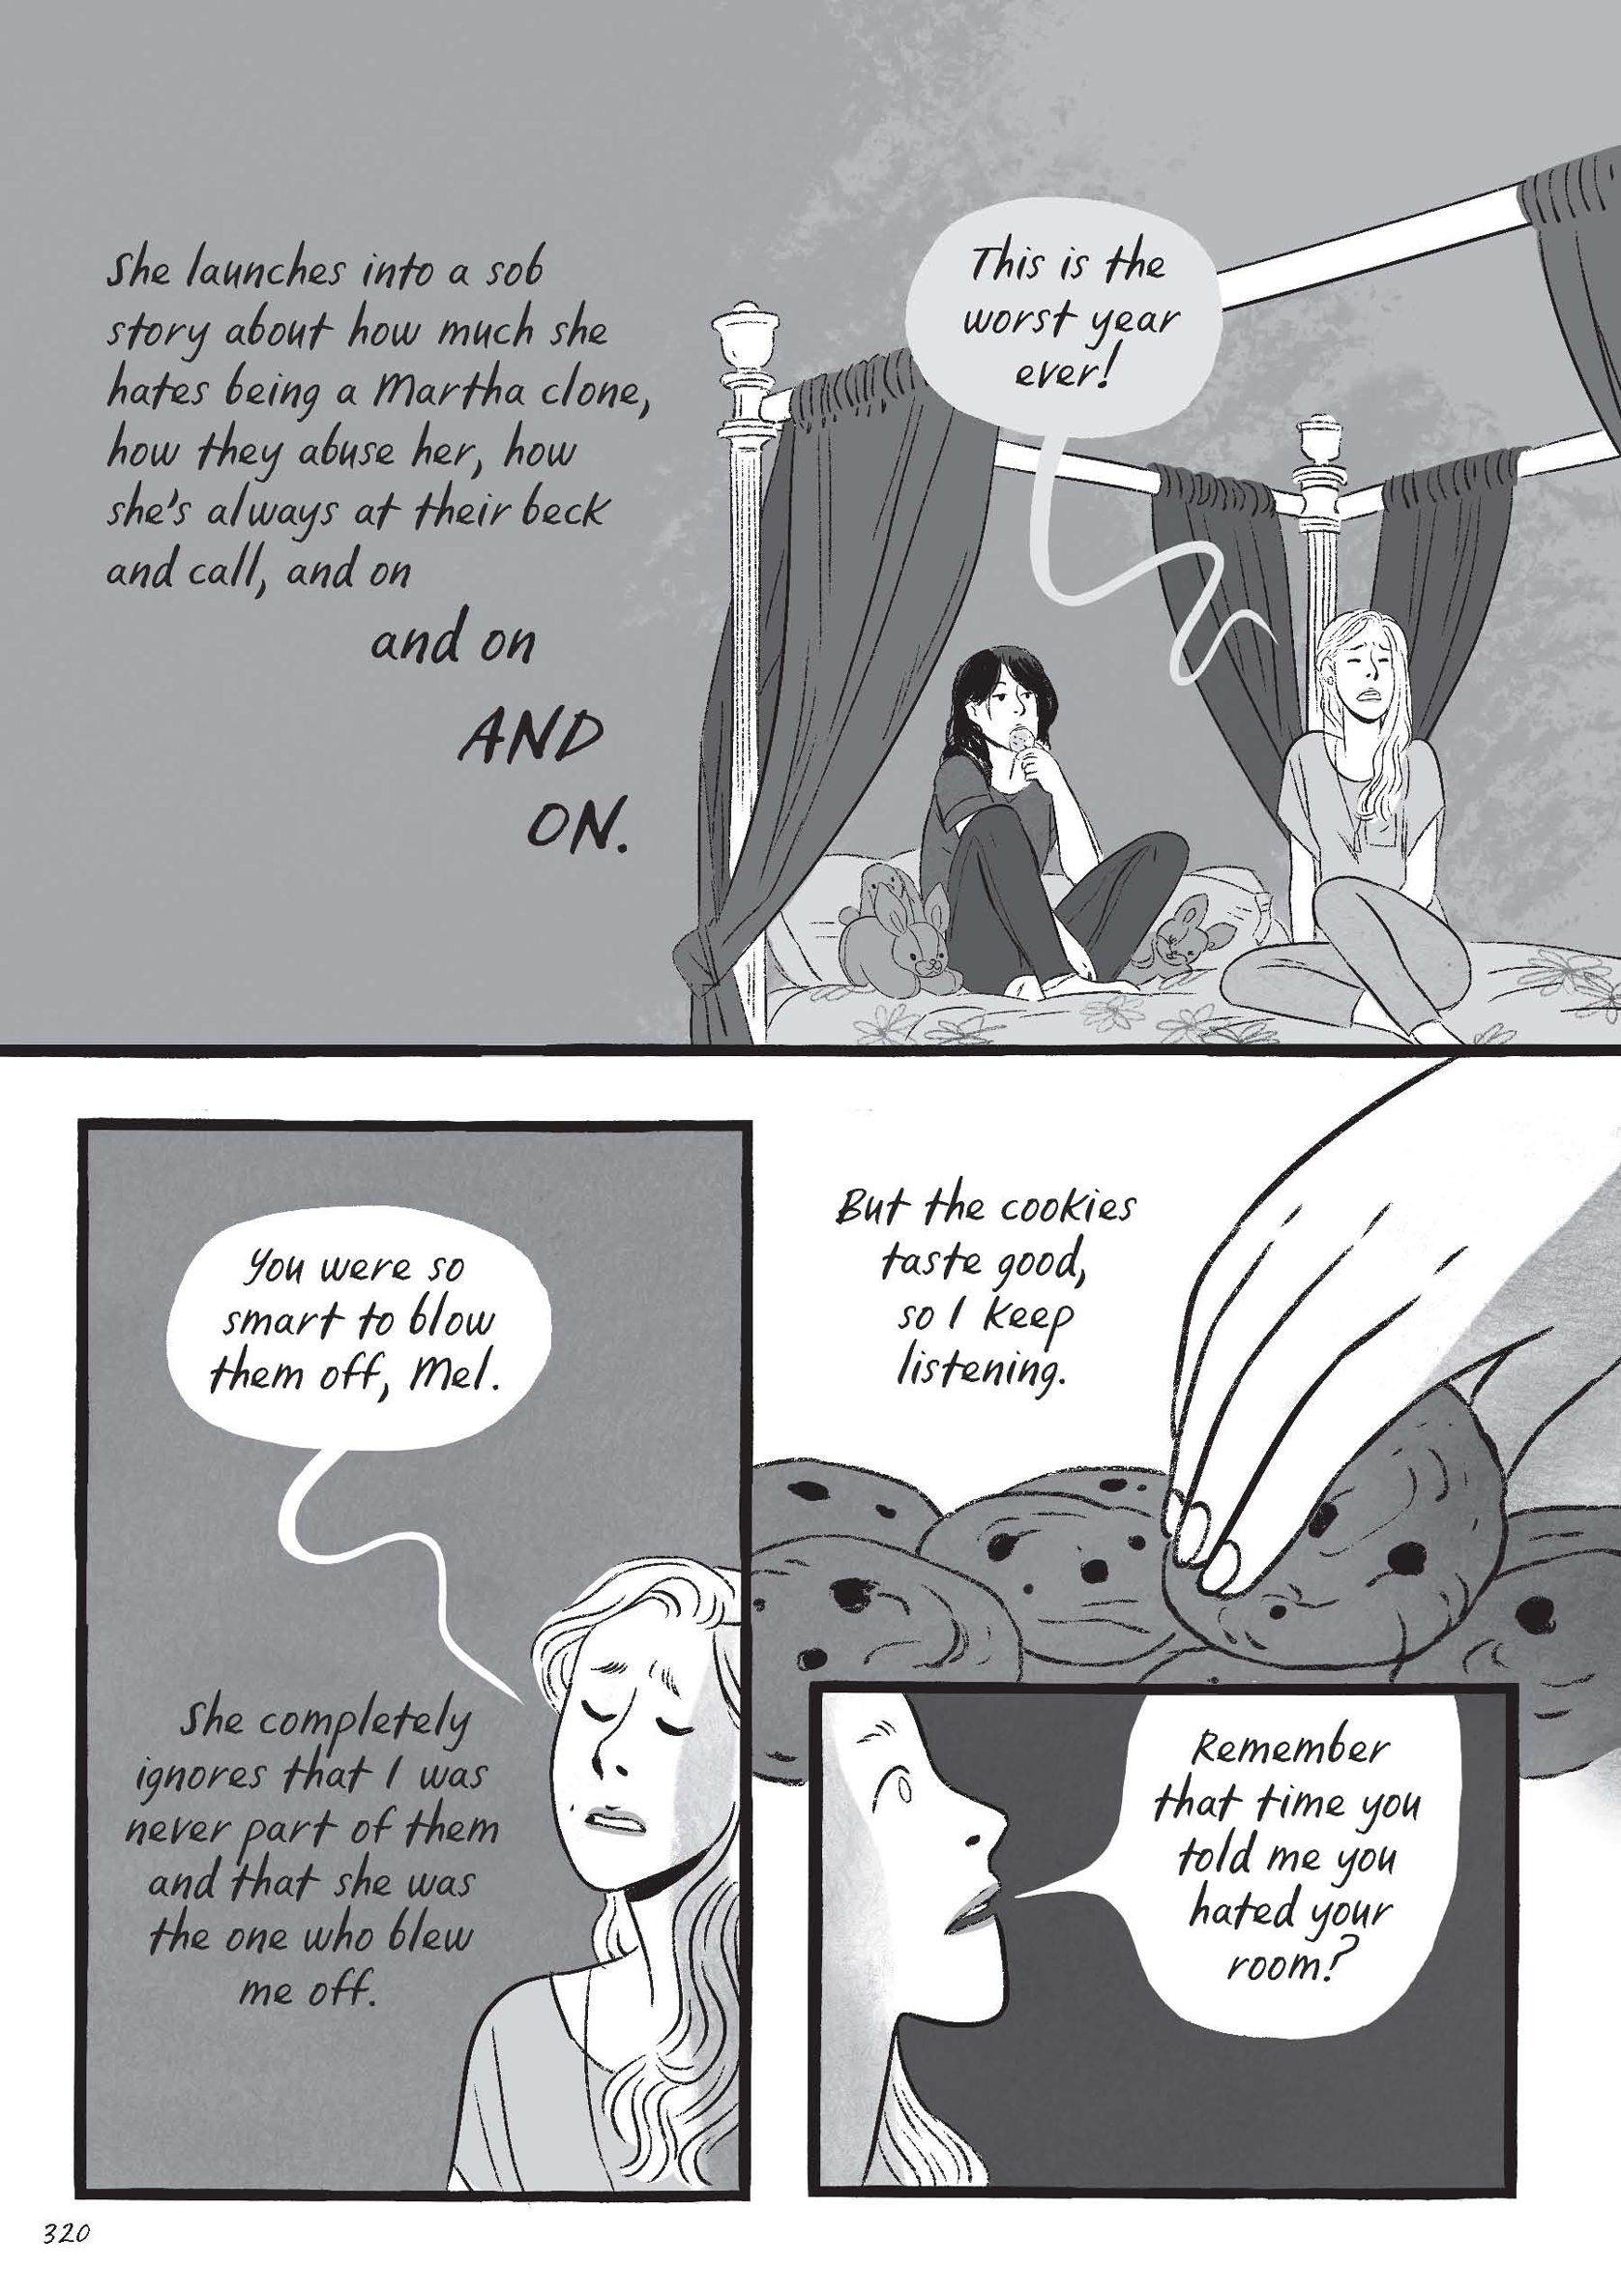 She launches into a sob
story about how much she
hates being a Martha clone,
how they abuse her, how
she's always at their beck
and call, and on
and on
AND
ON.
This is the
worst year
ever!
You were so
smart to blow
them off, Mel.
She completely
ignores that I was
never part of them
and that she was
the one who blew
me off.
But the cookies
taste good,
so I keep
listening.
Remember
that time you
told me you
hated your
room?
320